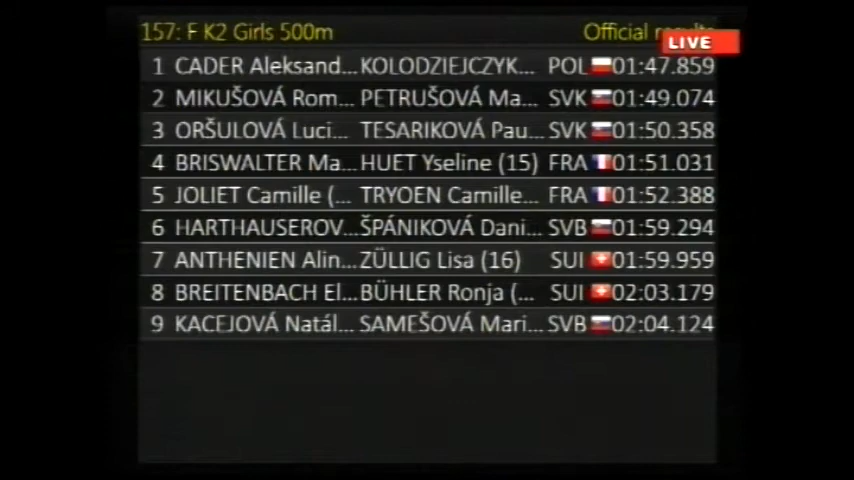 157: F K2 Girls 500m Official results
LIVE
1 CADER Aleksand... KOLODZIEJCZYK... POL 01:47.859
2 MIKUŠOVÁ Rom... PETRUŠOVÁ Ma... SVK 01:49.074
3 ORŠULOVÁ Luci... TESARIKOVÁ Pau... SVK 01:50.358
4 BRISWALTER Ma... HUET Yseline (15) FRA 01:51.031
5 JOLIET Camille (... TRYOEN Camille... FRA 01:52.388
6 HARTHAUSEROV... ŠPÁNIKOVÁ Dani... SVB 01:59.294
7 ANTHENIEN Alin... ZÜLLIG Lisa (16) SUI 01:59.959
8 BREITENBACH El... BÜHLER Ronja (... SUI 02:03.179
9 KACEJOVÁ Natál... SAMEŠOVÁ Mari... SVB 02:04.124